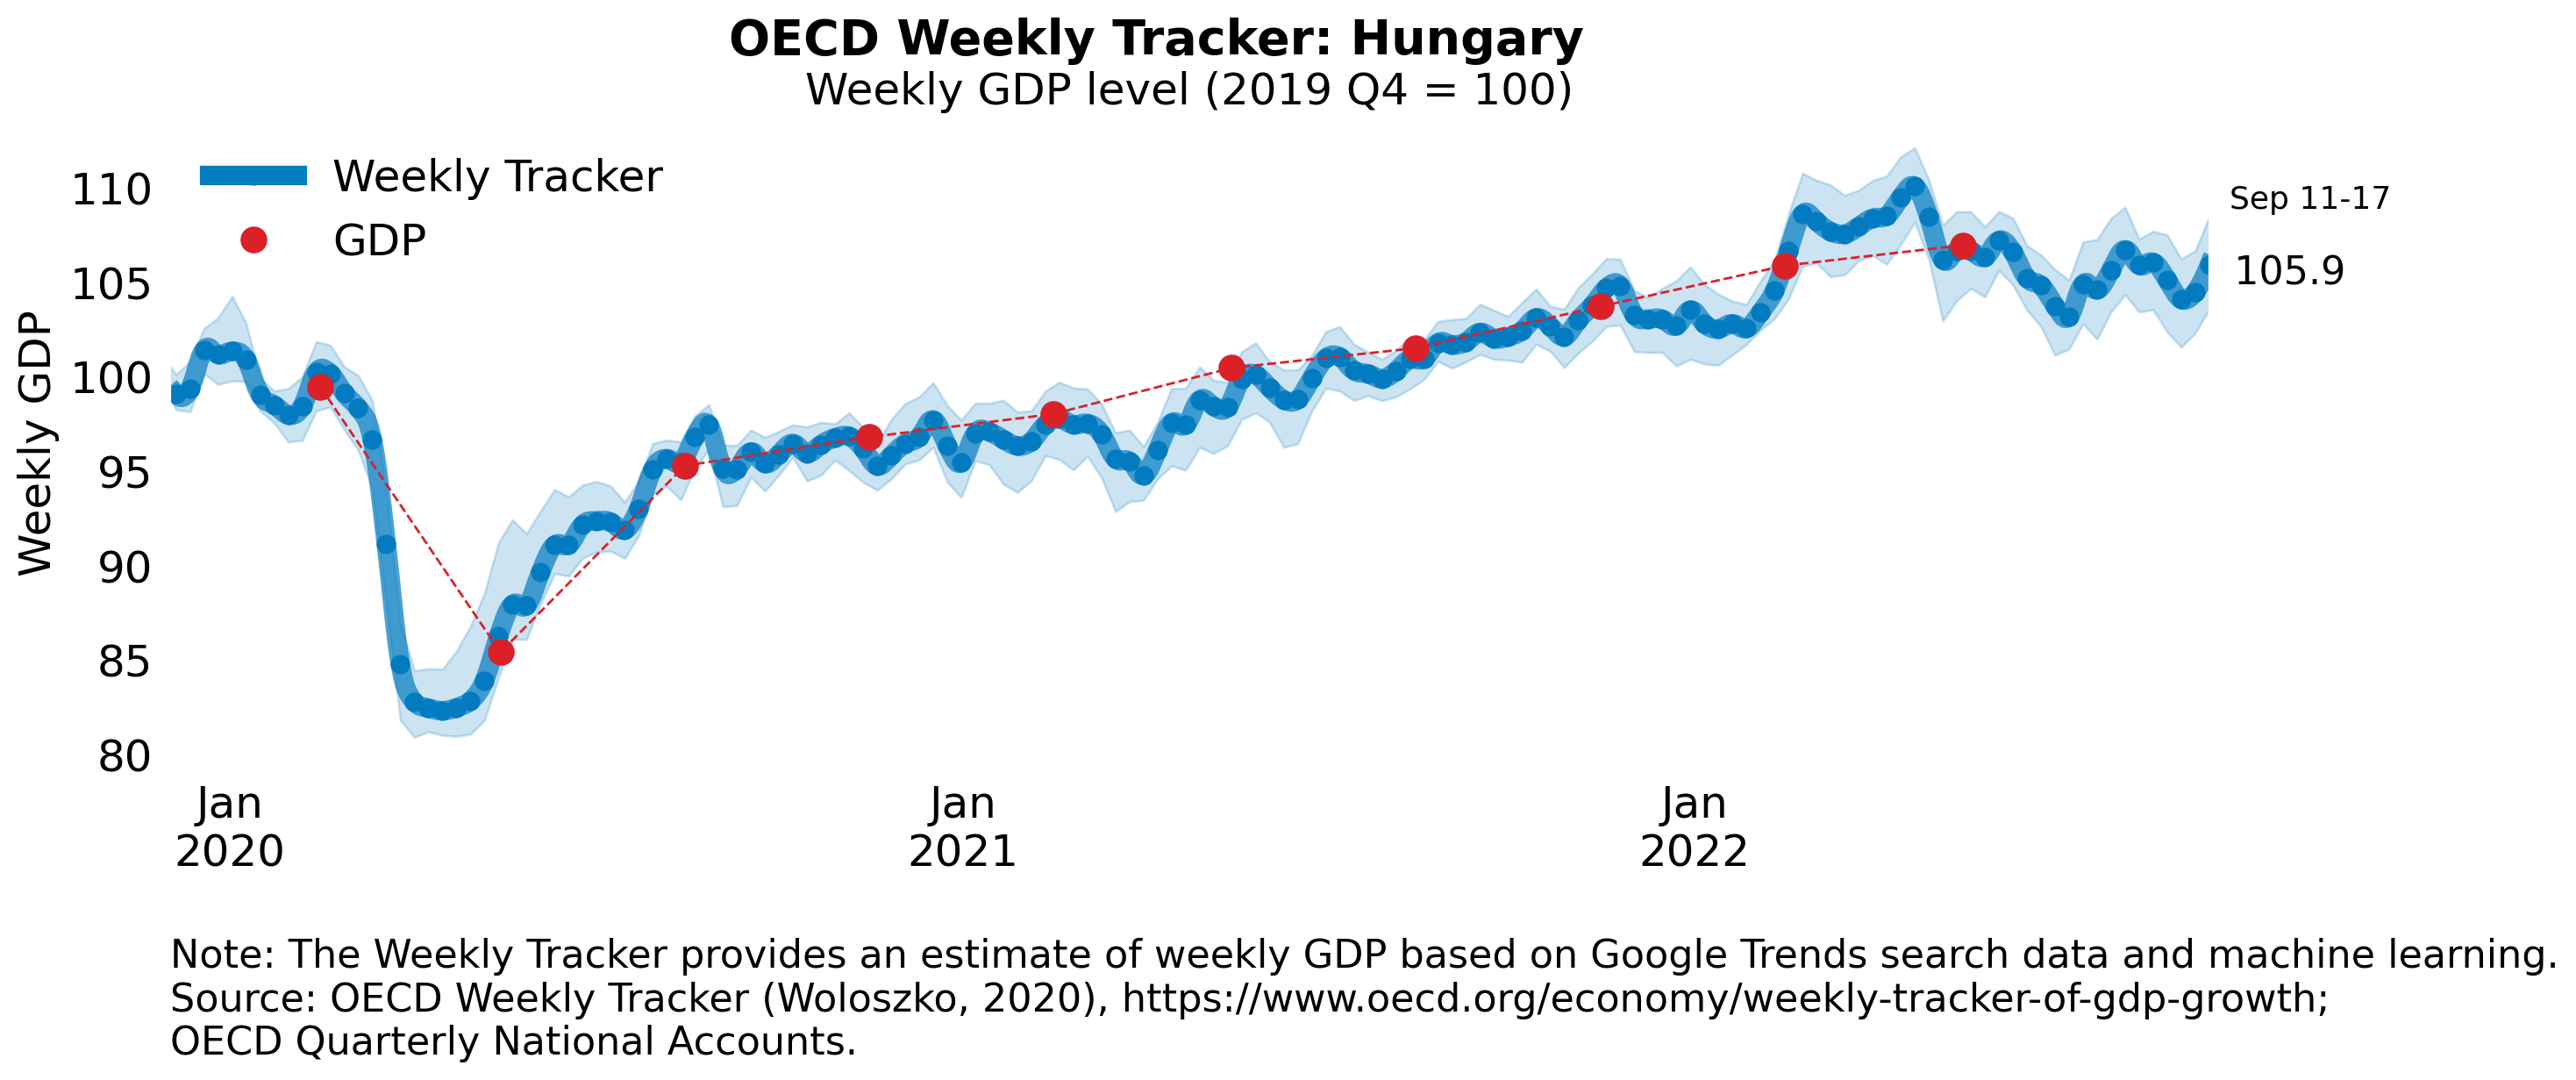 OECD Weekly Tracker: Hungary
Weekly GDP level (2019 Q4 = 100)
Weekly Tracker
GDP
Weekly GDP
110
105
100
95
90
85
80
Sep 11-17
105.9
Jan
2020
Jan
2021
Jan
2022
Note: The Weekly Tracker provides an estimate of weekly GDP based on Google Trends search data and machine learning.
Source: OECD Weekly Tracker (Woloszko, 2020), https://www.oecd.org/economy/weekly-tracker-of-gdp-growth;
OECD Quarterly National Accounts.